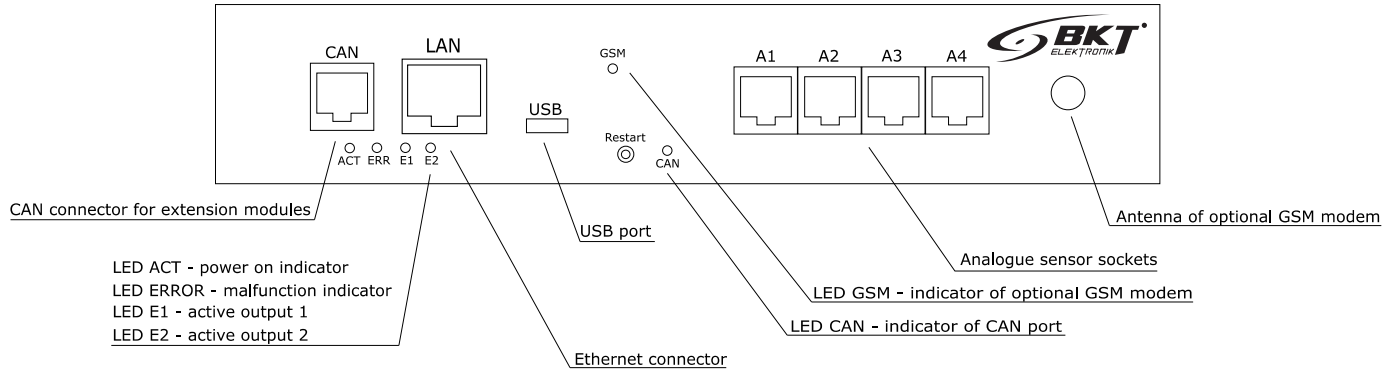 CAN
LAN
USB
GSM
Restart
CAN
A1 A2 A3 A4
BKT
ELEKTRONIK
ACT ERR E1 E2
CAN connector for extension modules
LED ACT - power on indicator
LED ERROR - malfunction indicator
LED E1 - active output 1
LED E2 - active output 2
Ethernet connector
USB port
LED GSM - indicator of optional GSM modem
LED CAN - indicator of CAN port
Analogue sensor sockets
Antenna of optional GSM modem